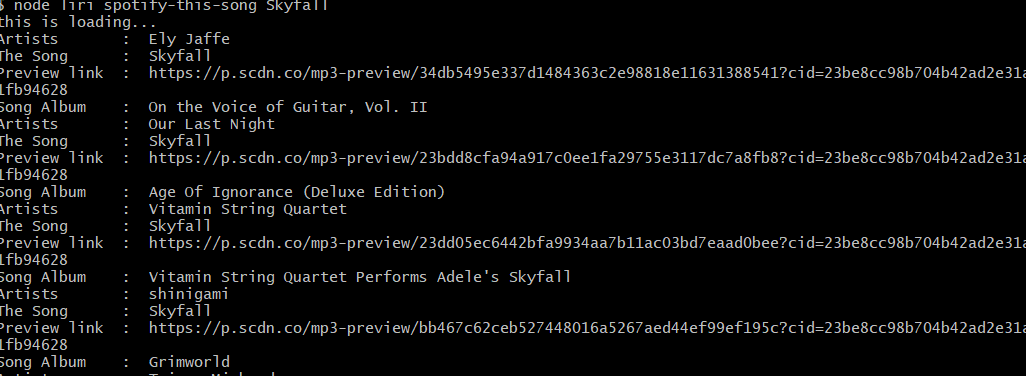 $ node liri spotify-this-song Skyfall
this is loading...
Artists : Ely Jaffe
The Song : Skyfall
Preview link : https://p.scdn.co/mp3-preview/34db5495e337d1484363c2e98818e11631388541?cid=23be8cc98b704b42ad2e31a
1fb94628
Song Album : On the Voice of Guitar, Vol. II
Artists : Our Last Night
The Song : Skyfall
Preview link : https://p.scdn.co/mp3-preview/23bdd8cfa94a917c0ee1fa29755e3117dc7a8fb8?cid=23be8cc98b704b42ad2e31a
1fb94628
Song Album : Age Of Ignorance (Deluxe Edition)
Artists : Vitamin String Quartet
The Song : Skyfall
Preview link : https://p.scdn.co/mp3-preview/23dd05ec6442bfa9934aa7b11ac03bd7eaad0bee?cid=23be8cc98b704b42ad2e31a
1fb94628
Song Album : Vitamin String Quartet Performs Adele's Skyfall
Artists : shinigami
The Song : Skyfall
Preview link : https://p.scdn.co/mp3-preview/bb467c62ceb527448016a5267aed44ef99ef195c?cid=23be8cc98b704b42ad2e31a
1fb94628
Song Album : Grimworld